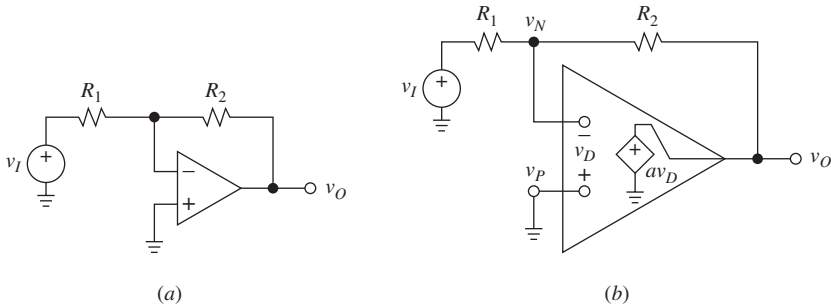 R1
R2
vI
+
−
+
vO
(a)
R1
vN
R2
vI
+
−
vD
+
vP
+
avD
vO
(b)